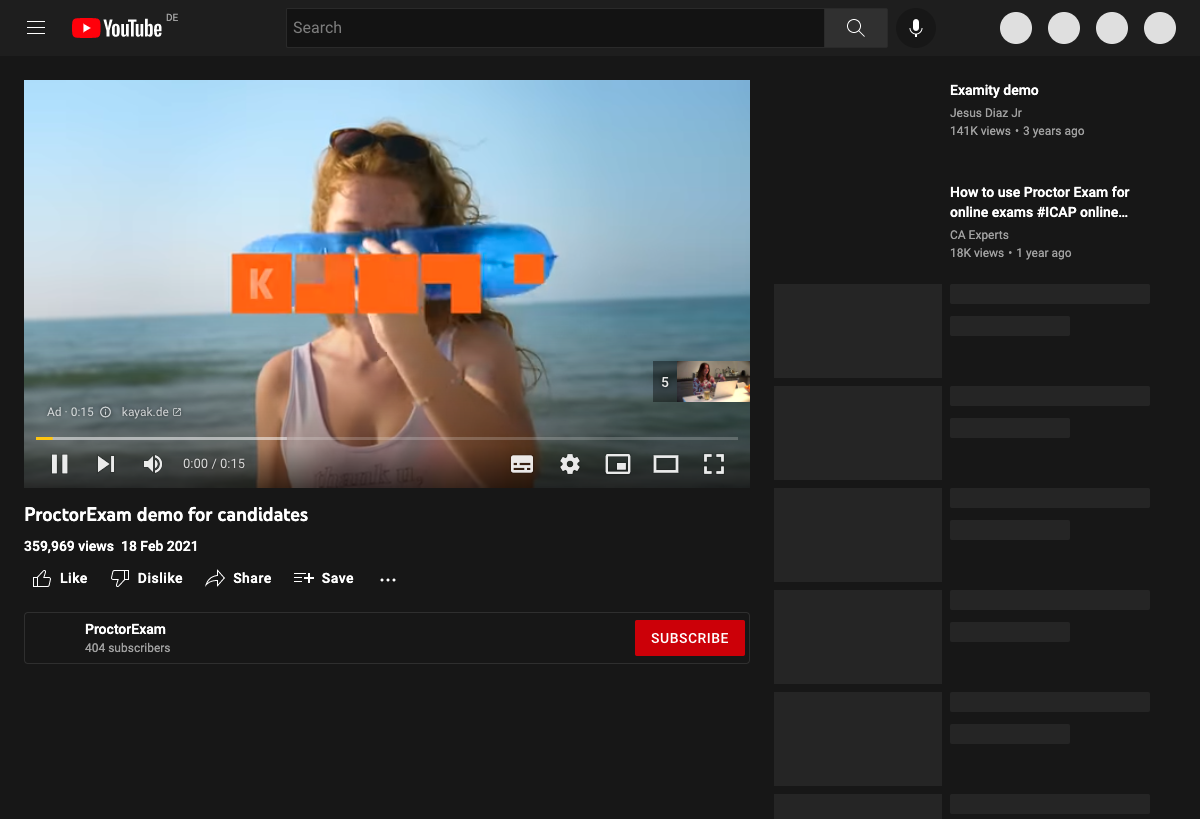 YouTube DE
Search
K
Ad · 0:15 kayak.de
5
0:00 / 0:15
ProctorExam demo for candidates
359,969 views 18 Feb 2021
Like Dislike Share Save
ProctorExam
404 subscribers
SUBSCRIBE
Examity demo
Jesus Diaz Jr
141K views • 3 years ago
How to use Proctor Exam for
online exams #ICAP online...
CA Experts
18K views • 1 year ago